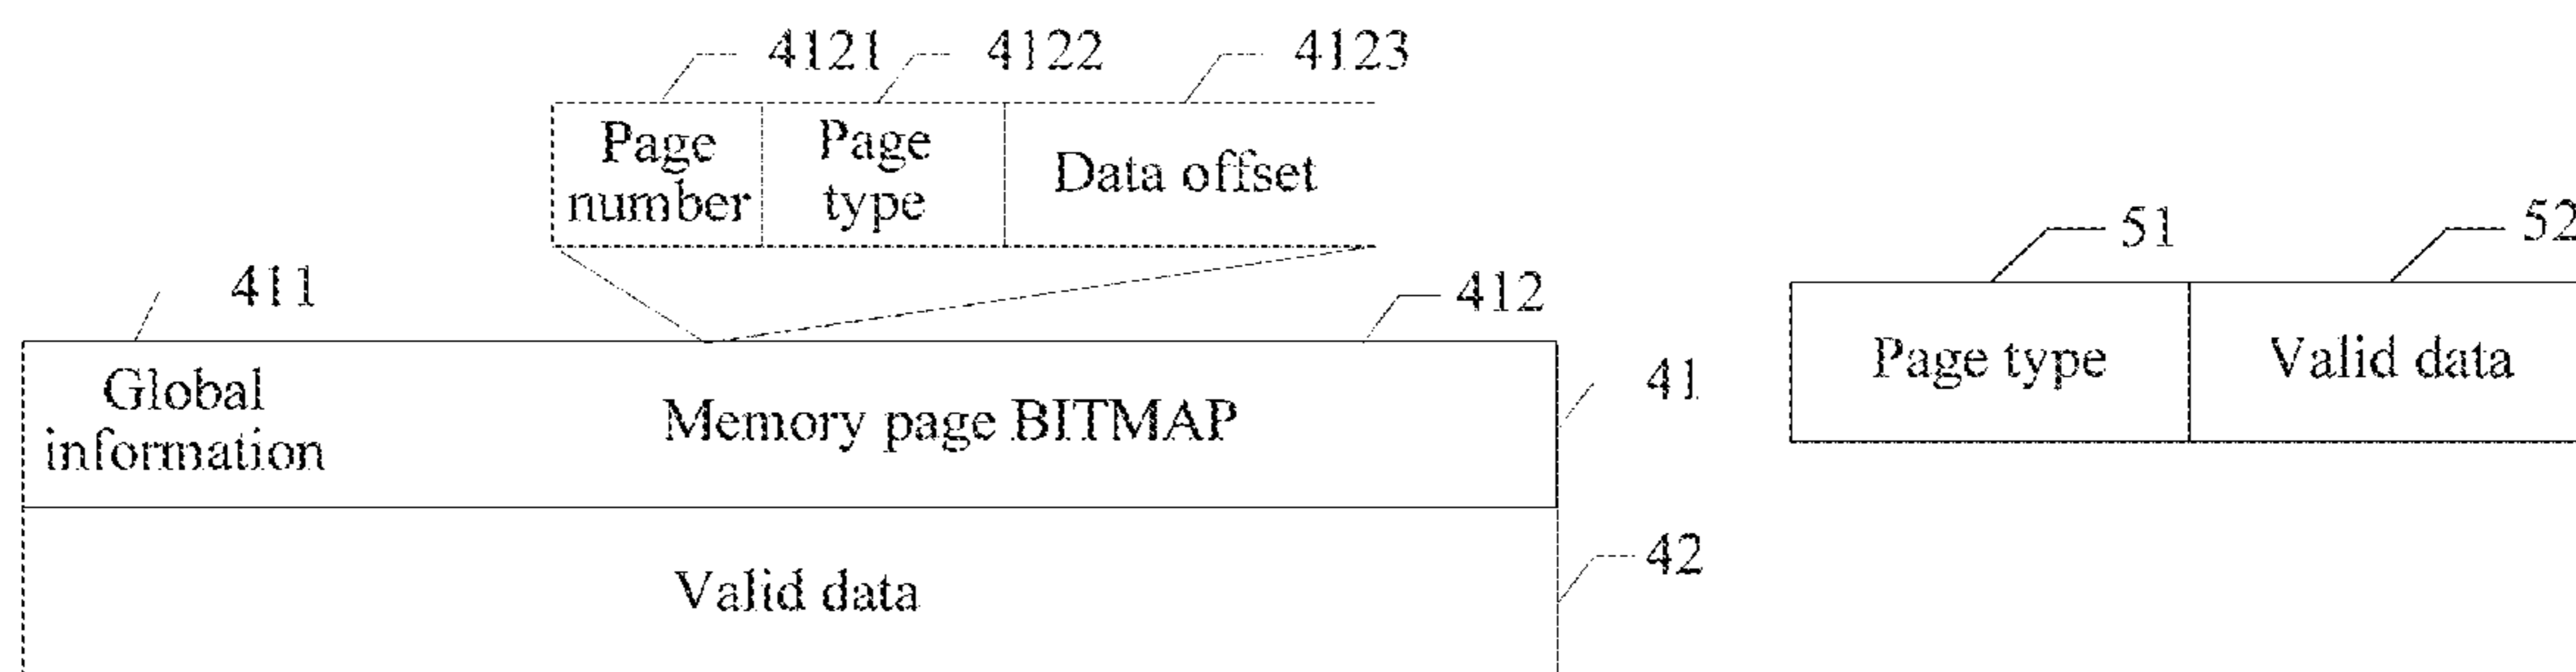 4121 4122 4123
Page number
Page type
Data offset
411
412
Global information
Memory page BITMAP
41
Valid data
42
51 52
Page type
Valid data